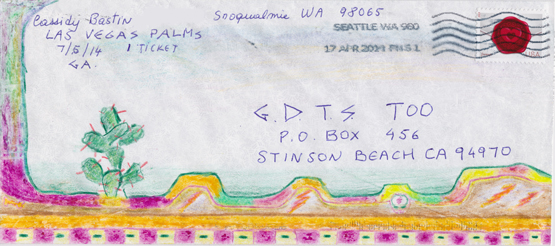 Cassidy Bastin
Snoqualmie WA 98065
LAS VEGAS PALMS
7/5/14 1 TICKET
GA.
SEATTLE WA 980
17 APR 2014 PM 5 L
G.D.T.S. TOO
P.O. BOX 456
STINSON BEACH CA 94970